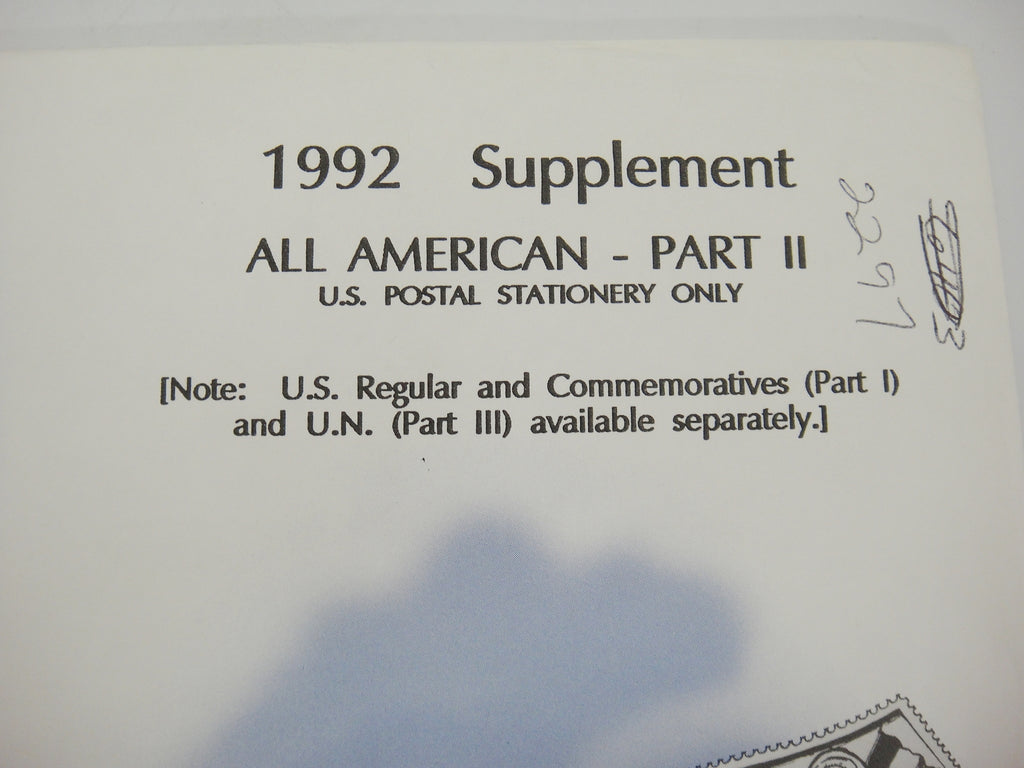 1992 Supplement
ALL AMERICAN - PART II
U.S. POSTAL STATIONERY ONLY
[Note: U.S. Regular and Commemoratives (Part I)
and U.N. (Part III) available separately.]